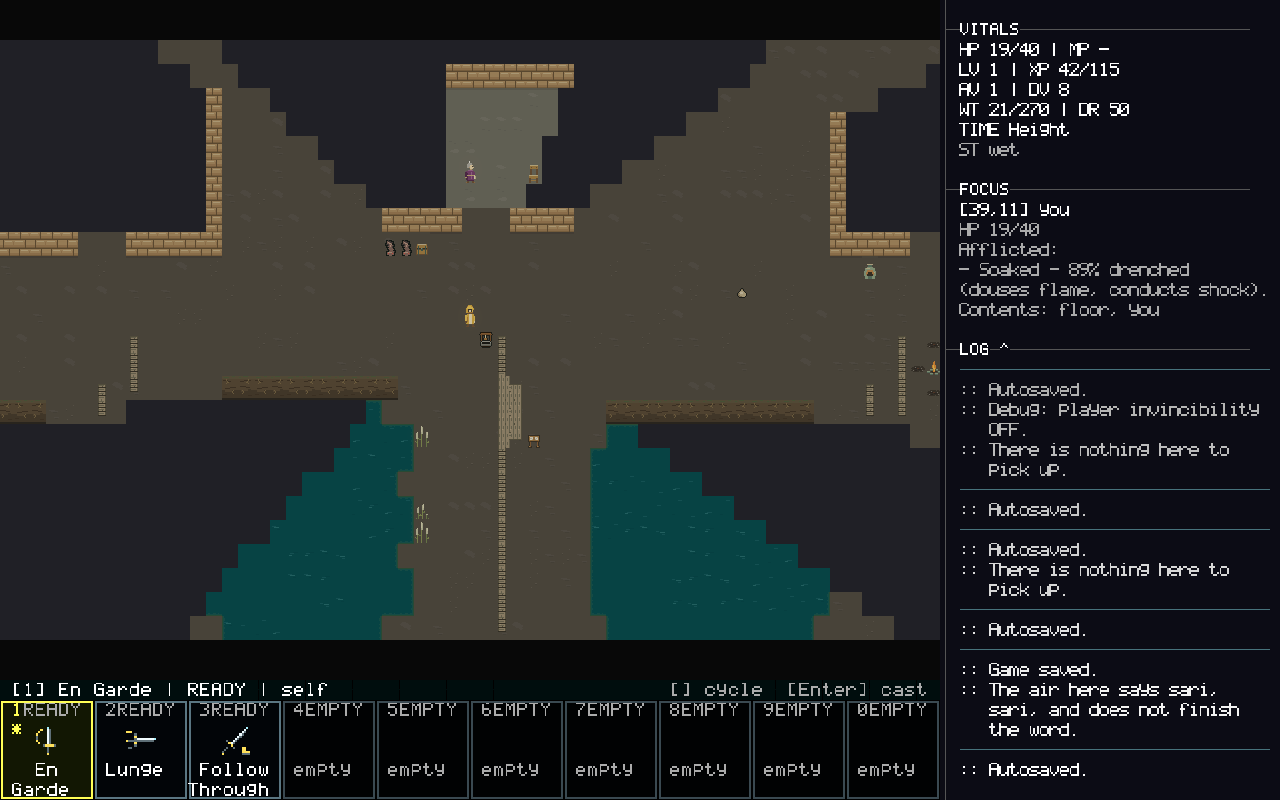 VITALS
HP 19/40 | MP -
LV 1 | XP 42/115
AV 1 | DV 8
WT 21/270 | DR 50
TIME Height
ST wet
FOCUS
[39,11] You
HP 19/40
Afflicted:
- Soaked - 89% drenched
(douses flame, conducts shock).
Contents: floor, You
LOG ^
:: Autosaved.
:: Debug: Player invincibility
OFF.
:: There is nothing here to
Pick up.
:: Autosaved.
:: Autosaved.
:: There is nothing here to
Pick up.
:: Autosaved.
:: Game saved.
:: The air here says sari,
sari, and does not finish
the word.
:: Autosaved.
[1] En Garde | READY | self
[] cycle [Enter] cast
1READY 2READY 3READY 4EMPTY 5EMPTY 6EMPTY 7EMPTY 8EMPTY 9EMPTY 0EMPTY
*
En Lunge Follow empty empty empty empty empty empty empty
Garde Through